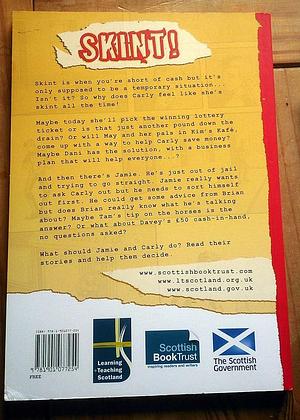 SKINT!
Skint is when you're short of cash but it's
only supposed to be a temporary situation...
Isn't it? So why does Carly feel like she's
skint all the time!
Maybe today she'll pick the winning lottery
ticket or is that just another pound down the
drain? Or will May and her pals in Kim's Kafé,
come up with a way to help Carly save money?
Maybe Dani has the solution, with a business
plan that will help everyone...?
And then there's Jamie. He's just out of jail
and trying to go straight. Jamie really wants
to ask Carly out but he needs to sort himself
out first. He could get some advice from Brian
but does Brian really know what he's talking
about? Maybe Tam's tip on the horses is the
answer? Or what about Davey's £50 cash-in-hand,
no questions asked?
What should Jamie and Carly do? Read their
stories and help them decide.
www.scottishbooktrust.com
www.ltscotland.org.uk
www.scotland.gov.uk
FREE
Learning
+Teaching
Scotland
Scottish
BookTrust
inspiring readers and writers
The Scottish
Government